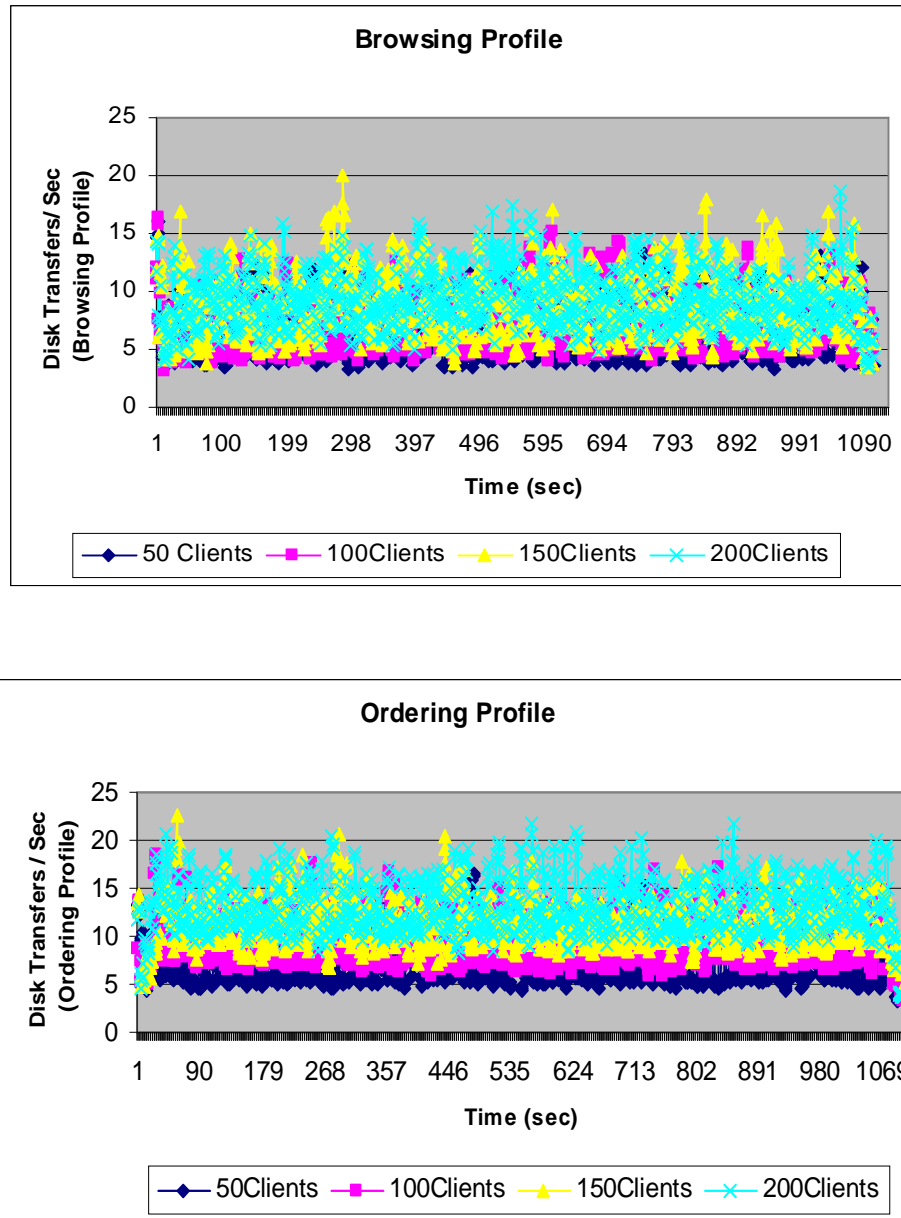 Browsing Profile
25
20
15
10
5
0
Disk Transfers/ Sec
(Browsing Profile)
1 100 199 298 397 496 595 694 793 892 991 1090
Time (sec)
50 Clients 100Clients 150Clients 200Clients
Ordering Profile
25
20
15
10
5
0
Disk Transfers / Sec
(Ordering Profile)
1 90 179 268 357 446 535 624 713 802 891 980 1069
Time (sec)
50Clients 100Clients 150Clients 200Clients